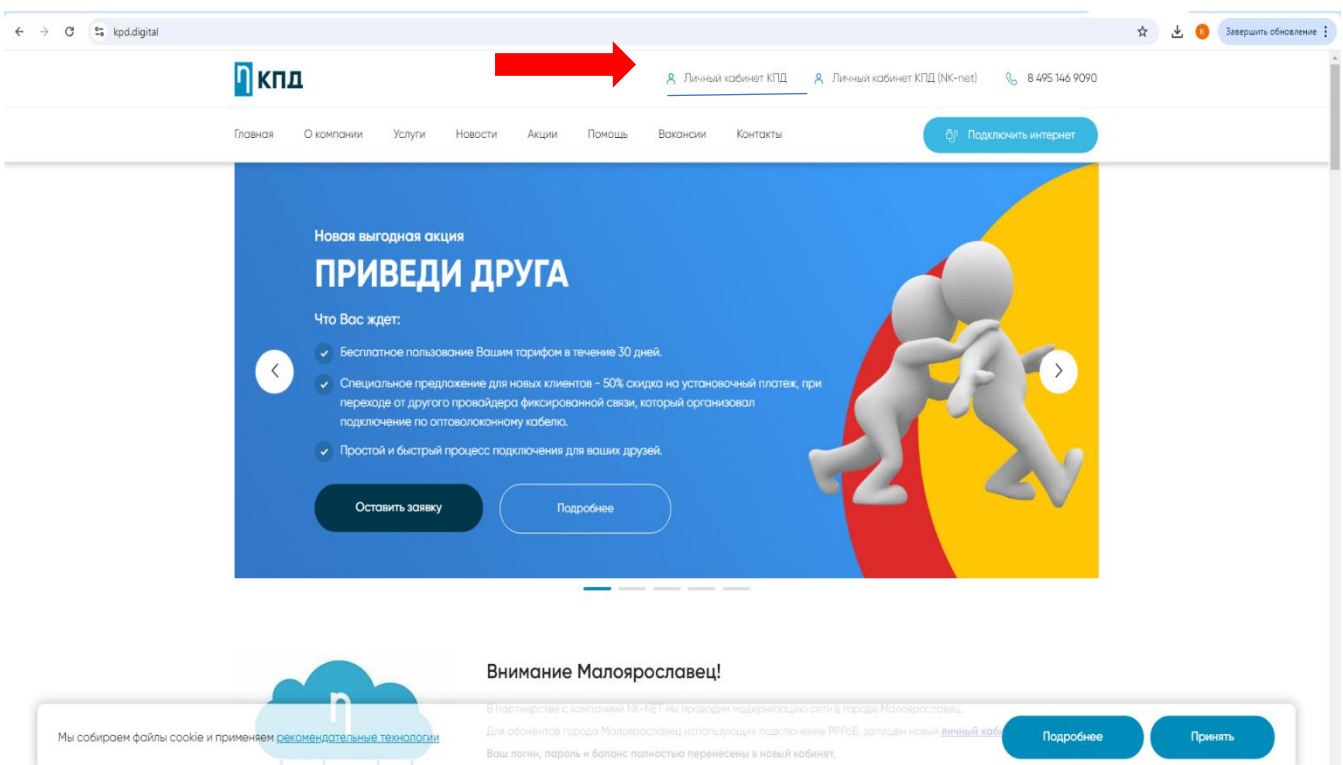 kpd.digital
Завершить обновление
К
η кпд
Личный кабинет КПД
Личный кабинет КПД (NK-net)
8 495 146 9090
Главная
О компании
Услуги
Новости
Акции
Помощь
Вакансии
Контакты
Подключить интернет
Новая выгодная акция
ПРИВЕДИ ДРУГА
Что Вас ждет:
Бесплатное пользование Вашим тарифом в течение 30 дней.
Специальное предложение для новых клиентов - 50% скидка на установочный платеж, при
переходе от другого провайдера фиксированной связи, который организовал
подключение по оптоволоконному кабелю.
Простой и быстрый процесс подключения для ваших друзей.
Оставить заявку
Подробнее
η
Внимание Малоярославец!
В партнерстве с компанией NK-NET мы проводим модернизацию сети в городе Малоярославец.
Для абонентов города Малоярославец использующих подключение PPPoE, запущен новый личный
Ваш логин, пароль и баланс полностью перенесены в новый кабинет.
Мы собираем файлы cookie и применяем рекомендательные технологии
Подробнее
Принять